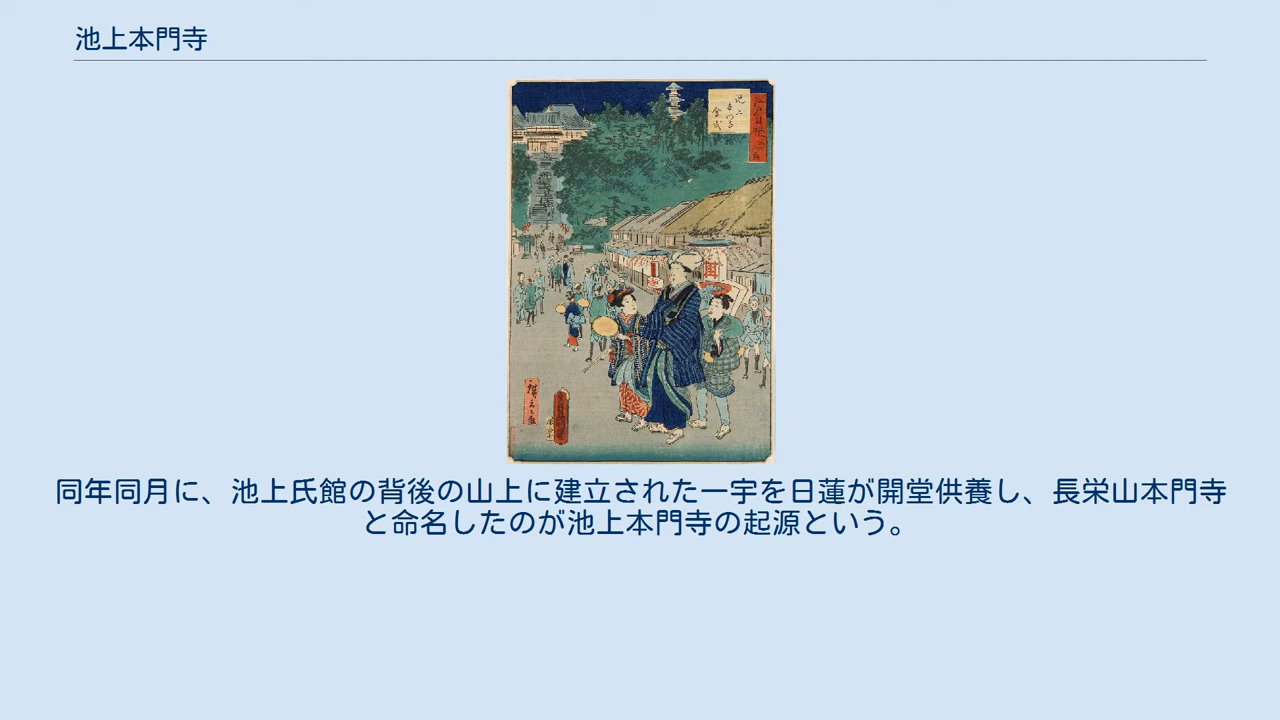 池上本門寺
同年同月に、池上氏館の背後の山上に建立された一宇を日蓮が開堂供養し、長栄山本門寺
と命名したのが池上本門寺の起源という。